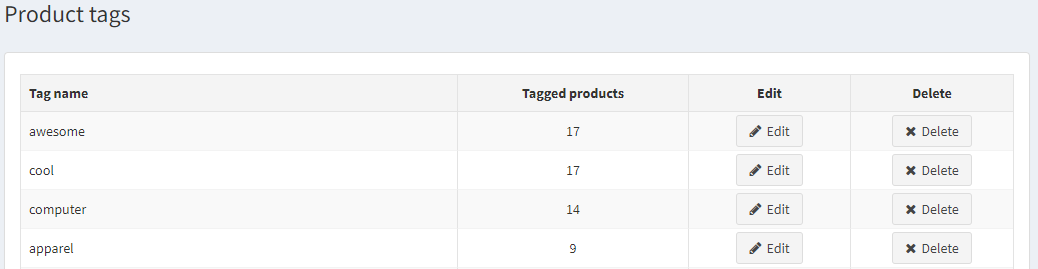 Product tags
Tag name Tagged products Edit Delete
awesome 17 Edit Delete
cool 17 Edit Delete
computer 14 Edit Delete
apparel 9 Edit Delete